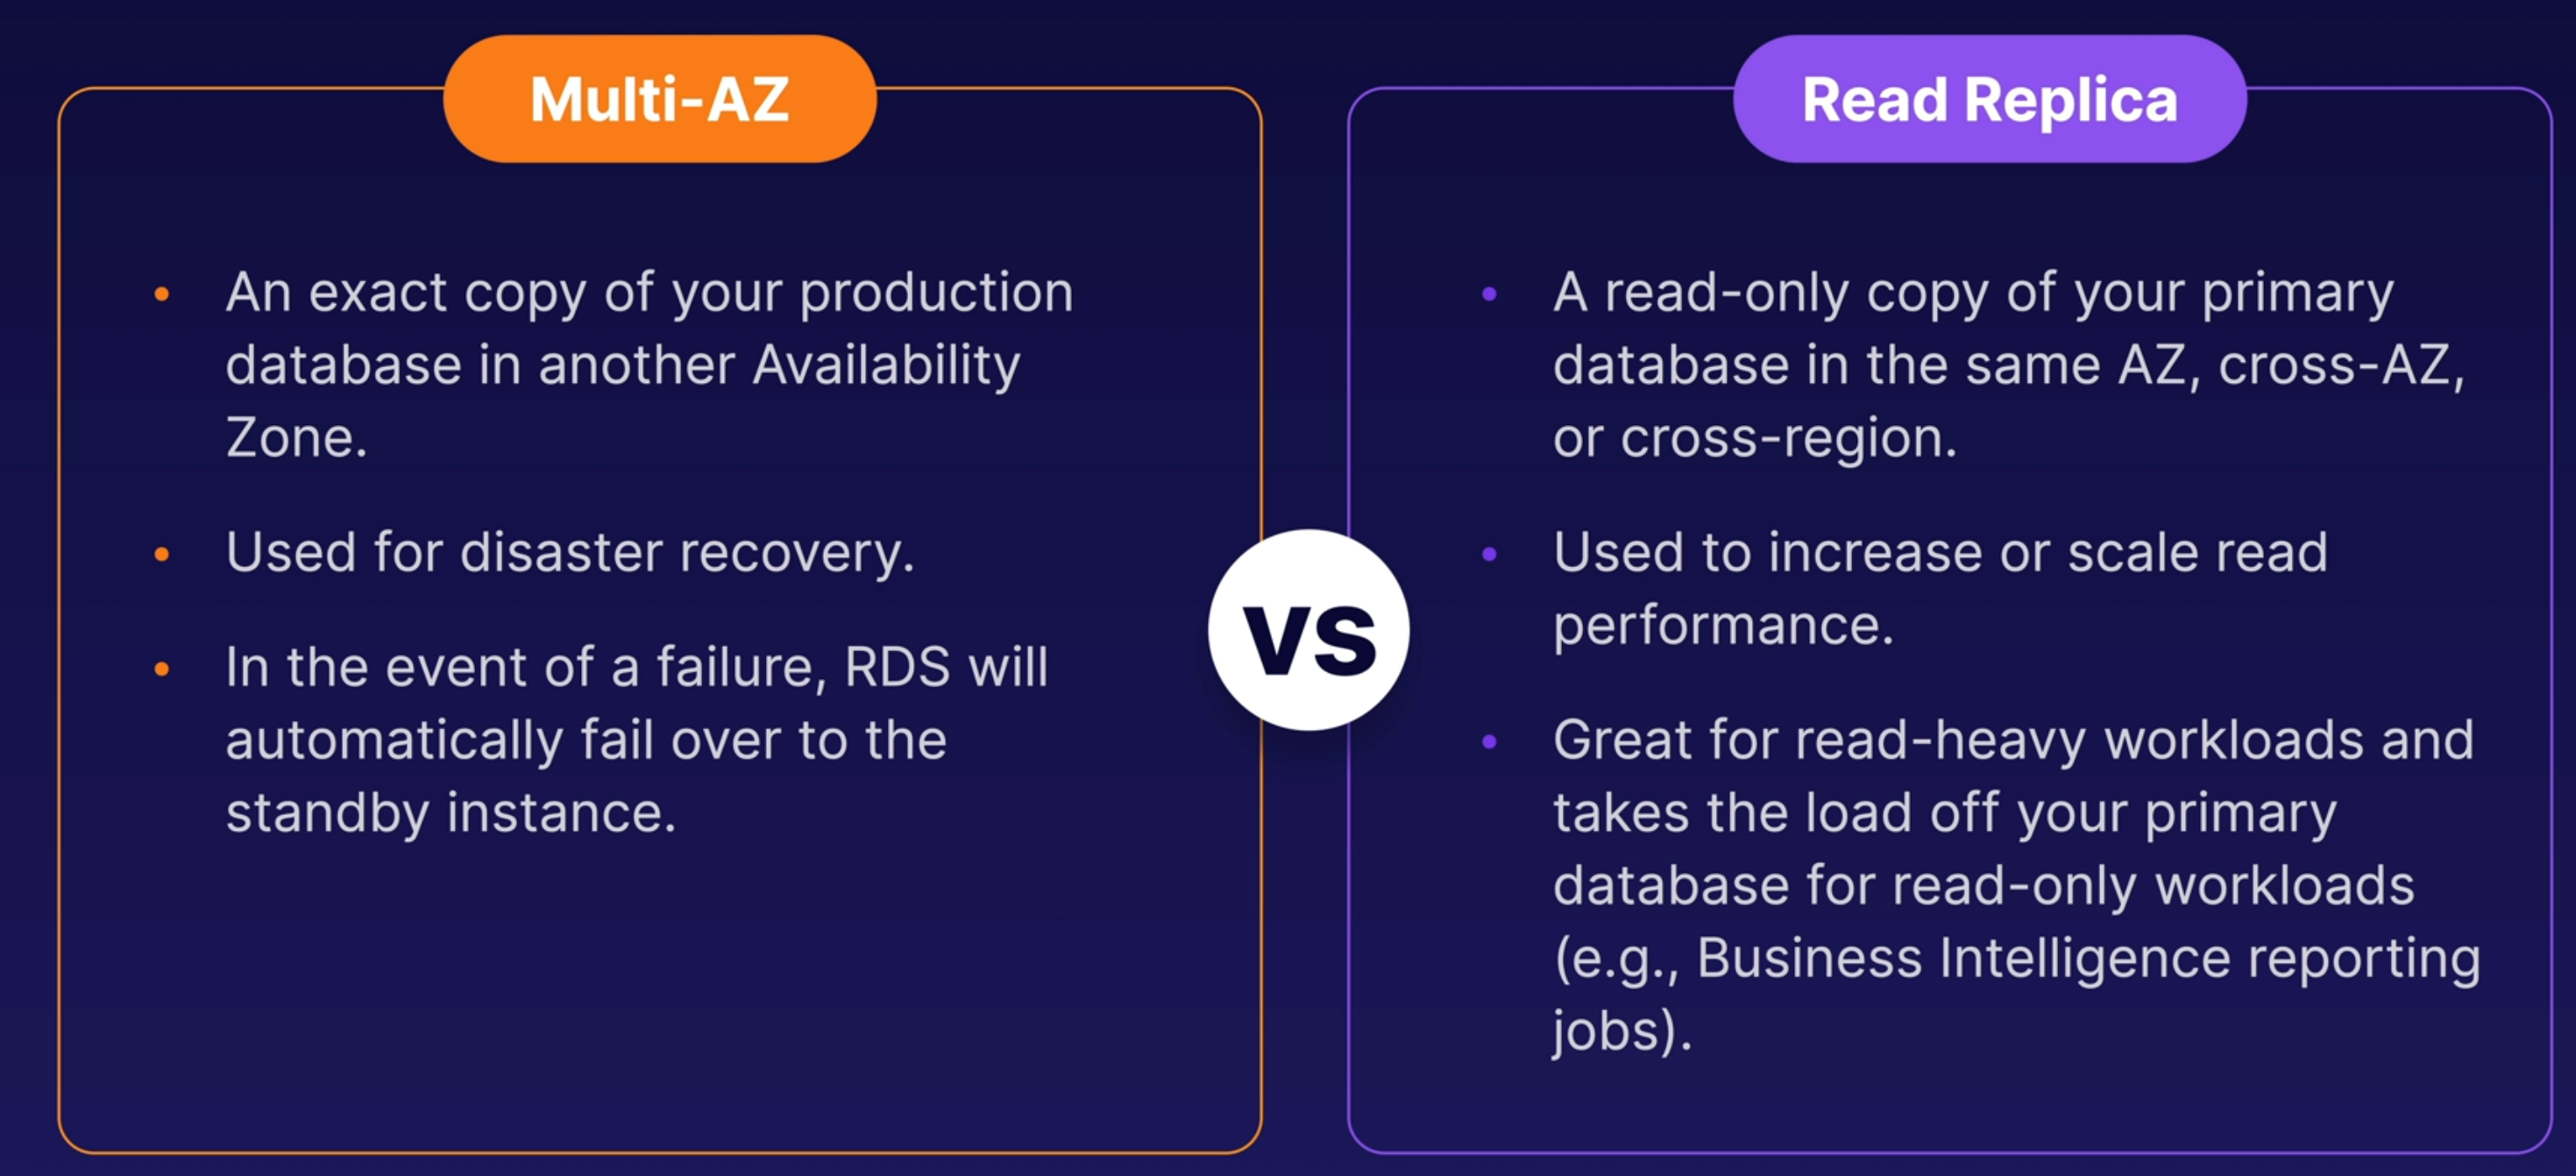 Multi-AZ
• An exact copy of your production
database in another Availability
Zone.
• Used for disaster recovery.
• In the event of a failure, RDS will
automatically fail over to the
standby instance.
vs
Read Replica
• A read-only copy of your primary
database in the same AZ, cross-AZ,
or cross-region.
• Used to increase or scale read
performance.
• Great for read-heavy workloads and
takes the load off your primary
database for read-only workloads
(e.g., Business Intelligence reporting
jobs).